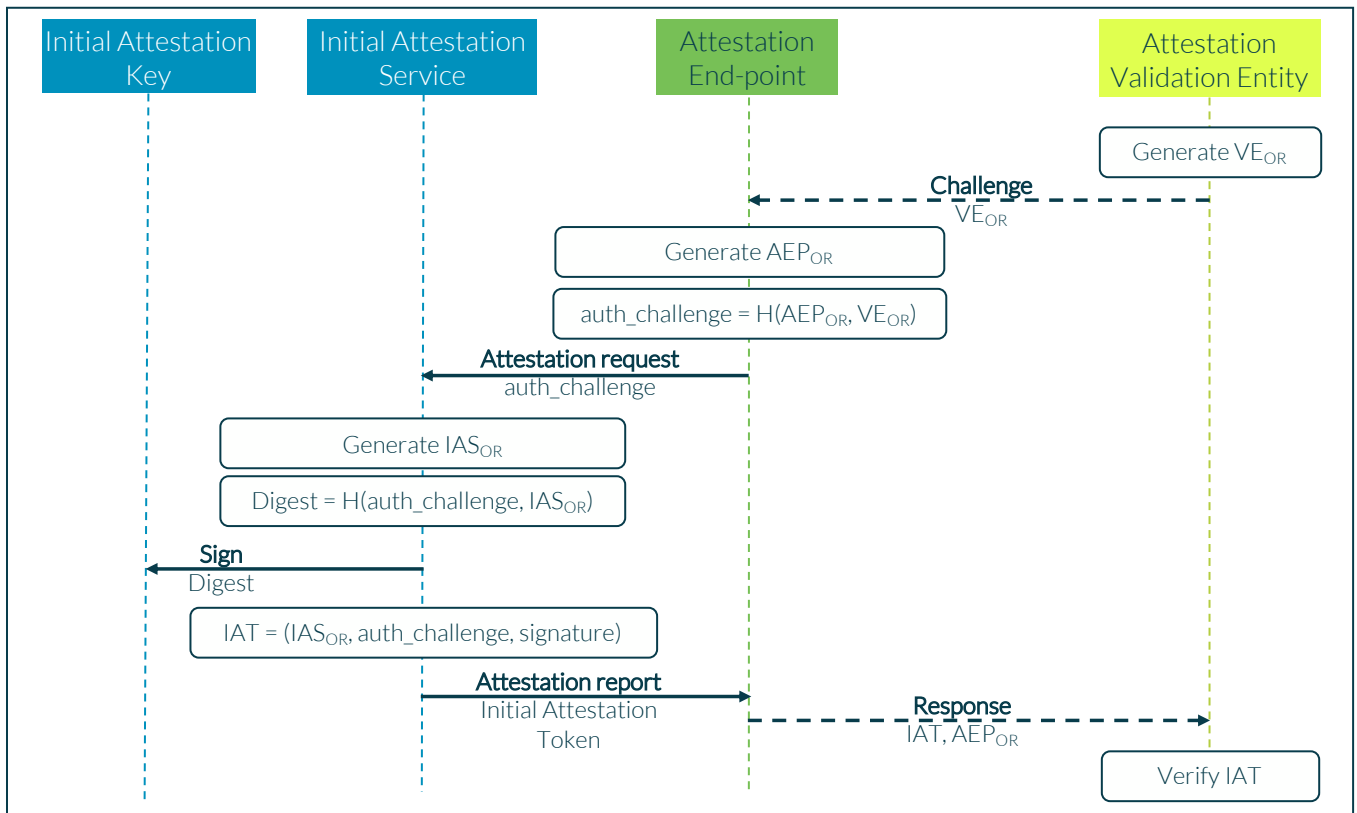 Initial Attestation
Key
Initial Attestation
Service
Attestation
End-point
Attestation
Validation Entity
Generate VEOR
Challenge
VEOR
Generate AEPOR
auth_challenge = H(AEPOR, VEOR)
Attestation request
auth_challenge
Generate IASOR
Digest = H(auth_challenge, IASOR)
Sign
Digest
IAT = (IASOR, auth_challenge, signature)
Attestation report
Initial Attestation
Token
Response
IAT, AEPOR
Verify IAT